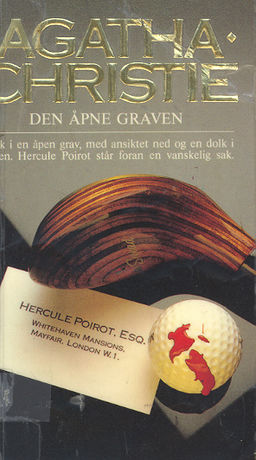 AGATHA·
CHRISTIE
DEN ÅPNE GRAVEN
k i en åpen grav, med ansiktet ned og en dolk i
en. Hercule Poirot står foran en vanskelig sak.
HERCULE POIROT, ESQ.
WHITEHAVEN MANSIONS,
MAYFAIR, LONDON W.1.